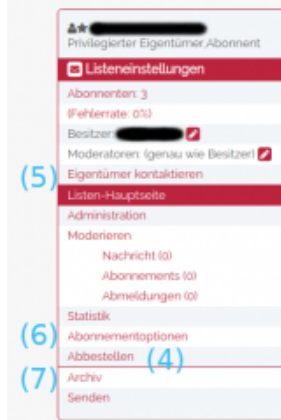 Privilegierter Eigentümer,Abonnent
Listeneinstellungen
Abonnenten: 3
(Fehlerrate: 0%)
Besitzer:
Moderatoren: (genau wie Besitzer)
(5) Eigentümer kontaktieren
Listen-Hauptseite
Administration
Moderieren
Nachricht (0)
Abonnements (0)
Abmeldungen (0)
Statistik
(6) Abonnementoptionen
Abbestellen (4)
(7) Archiv
Senden